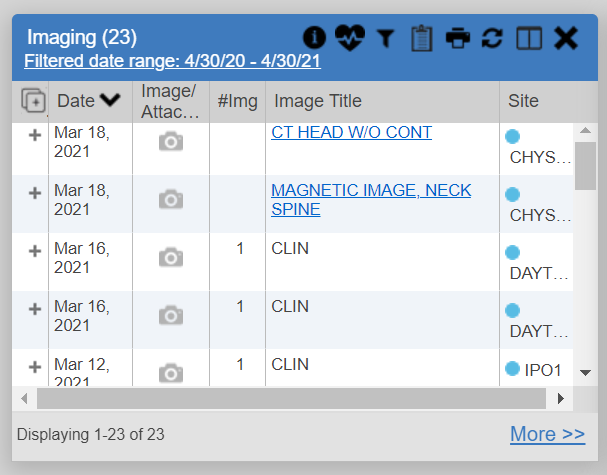 Imaging (23)
Filtered date range: 4/30/20 - 4/30/21
Date Image/ Attac... #Img Image Title Site
Mar 18, 2021 CT HEAD W/O CONT CHYS...
Mar 18, 2021 MAGNETIC IMAGE, NECK SPINE CHYS...
Mar 16, 2021 1 CLIN DAYT...
Mar 16, 2021 1 CLIN DAYT...
Mar 12, 2021 1 CLIN IPO1
Displaying 1-23 of 23
More >>